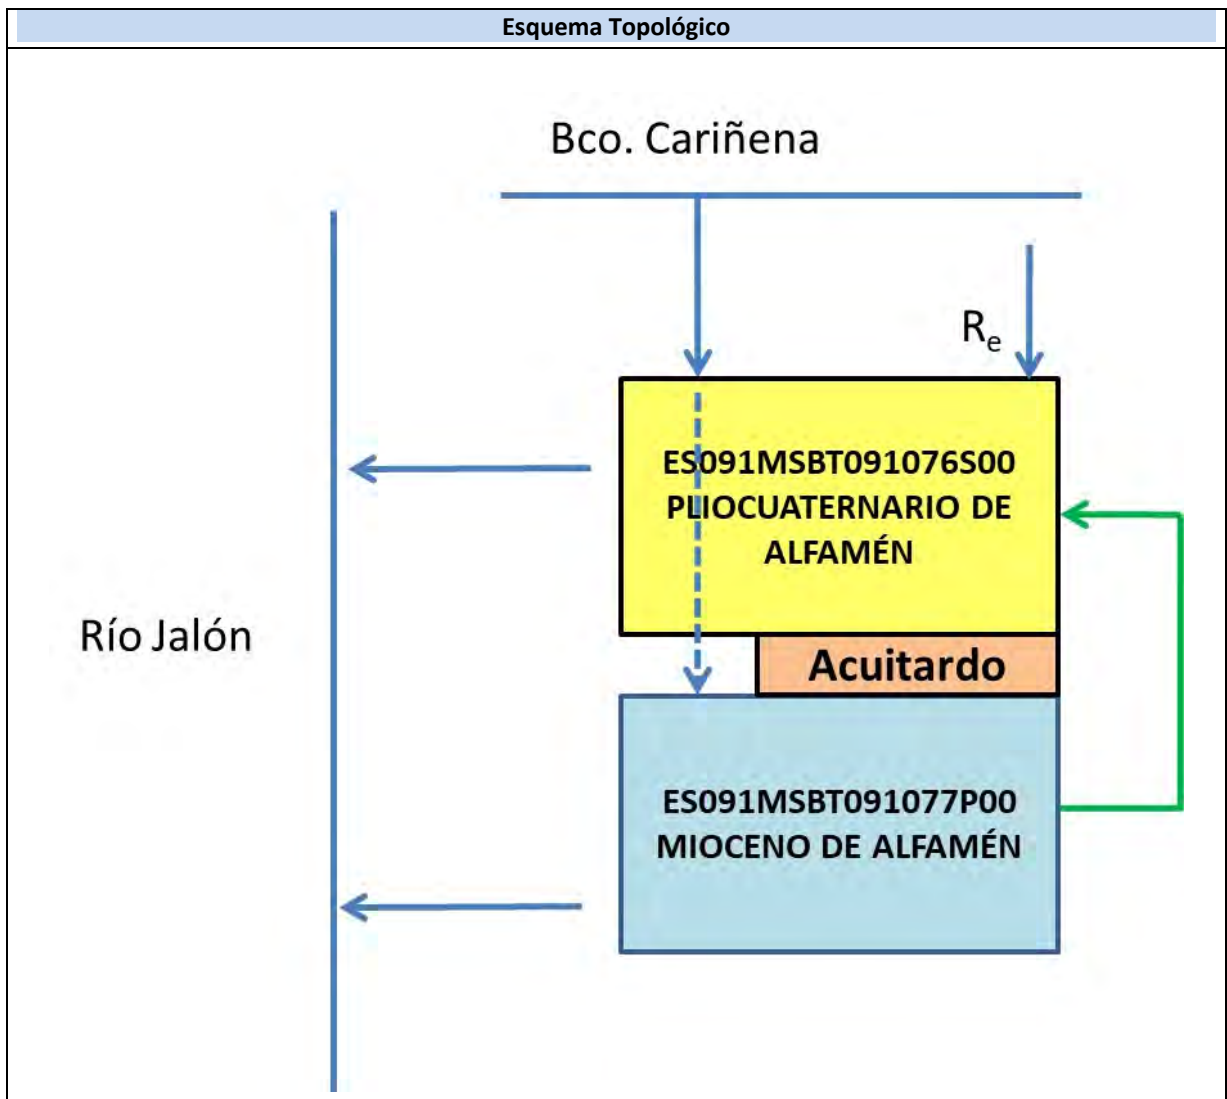 Esquema Topológico
Bco. Cariñena
Re
ES091MSBT091076S00
PLIOCUATERNARIO DE
ALFAMÉN
Río Jalón
Acuitardo
ES091MSBT091077P00
MIOCENO DE ALFAMÉN